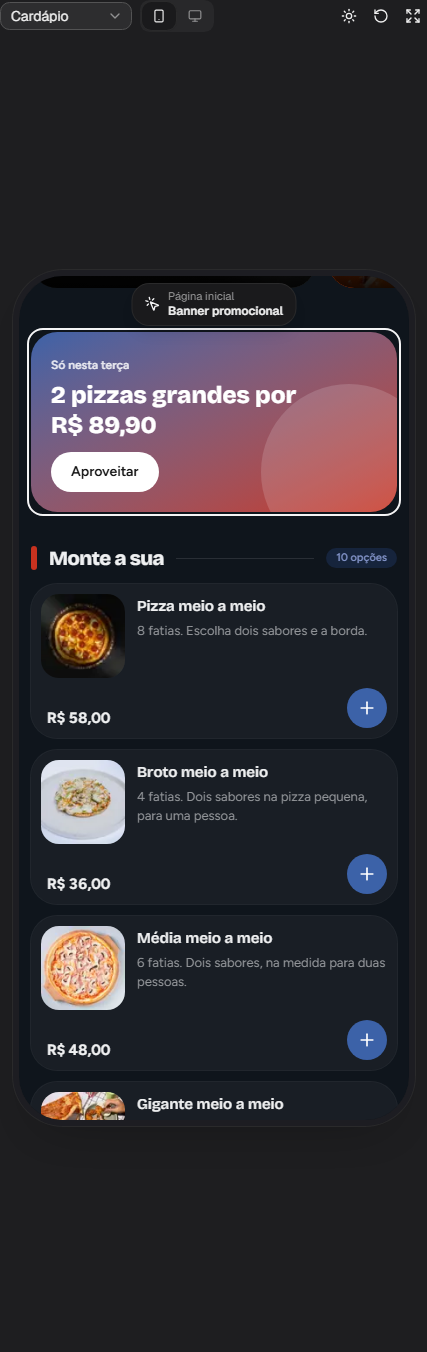 Cardápio
Página inicial
Banner promocional
Só nesta terça
2 pizzas grandes por
R$ 89,90
Aproveitar
Monte a sua
10 opções
Pizza meio a meio
8 fatias. Escolha dois sabores e a borda.
R$ 58,00
Broto meio a meio
4 fatias. Dois sabores na pizza pequena,
para uma pessoa.
R$ 36,00
Média meio a meio
6 fatias. Dois sabores, na medida para duas
pessoas.
R$ 48,00
Gigante meio a meio